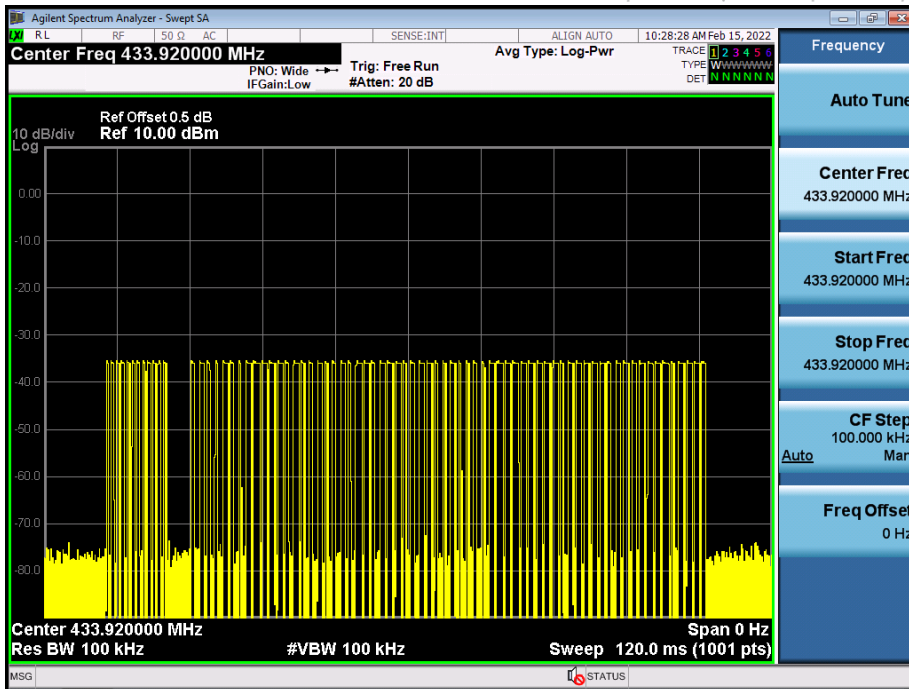 Agilent Spectrum Analyzer - Swept SA
LXI RL RF 50 Ω AC SENSE:INT ALIGN AUTO 10:28:28 AM Feb 15, 2022
Center Freq 433.920000 MHz
PNO: Wide
IFGain:Low
Trig: Free Run
#Atten: 20 dB
Avg Type: Log-Pwr
TRACE 1 2 3 4 5 6
TYPE WWWWWW
DET N N N N N N
Frequency
Auto Tune
Ref Offset 0.5 dB
10 dB/div Ref 10.00 dBm
Log
0.00
-10.0
-20.0
-30.0
-40.0
-50.0
-60.0
-70.0
-80.0
Center 433.920000 MHz Span 0 Hz
Res BW 100 kHz #VBW 100 kHz Sweep 120.0 ms (1001 pts)
Center Freq
433.920000 MHz
Start Freq
433.920000 MHz
Stop Freq
433.920000 MHz
CF Step
100.000 kHz
Auto Man
Freq Offset
0 Hz
MSG STATUS